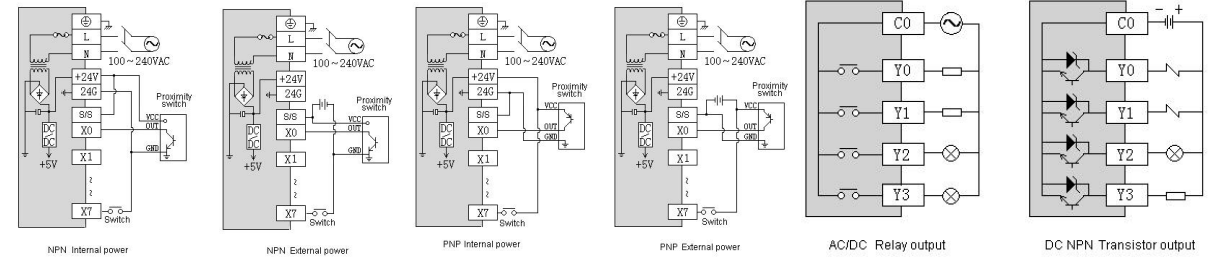 L
N
100~240VAC
+24V
24G
Proximity
switch
S/S
VCC
X0
OUT
DC
DC
GND
+5V
X1
~
~
X7
Switch
NPN Internal power
L
N
100~240VAC
+24V
24G
Proximity
switch
S/S
VCC
X0
OUT
DC
DC
GND
+5V
X1
~
~
X7
Switch
NPN External power
L
N
100~240VAC
+24V
24G
Proximity
switch
VCC
S/S
X0
OUT
DC
DC
GND
+5V
X1
~
~
X7
Switch
PNP Internal power
L
N
100~240VAC
+24V
24G
Proximity
switch
VCC
S/S
X0
OUT
DC
DC
GND
+5V
X1
~
~
X7
Switch
PNP External power
C0
Y0
Y1
Y2
Y3
AC/DC Relay output
C0
- +
Y0
Y1
Y2
Y3
DC NPN Transistor output